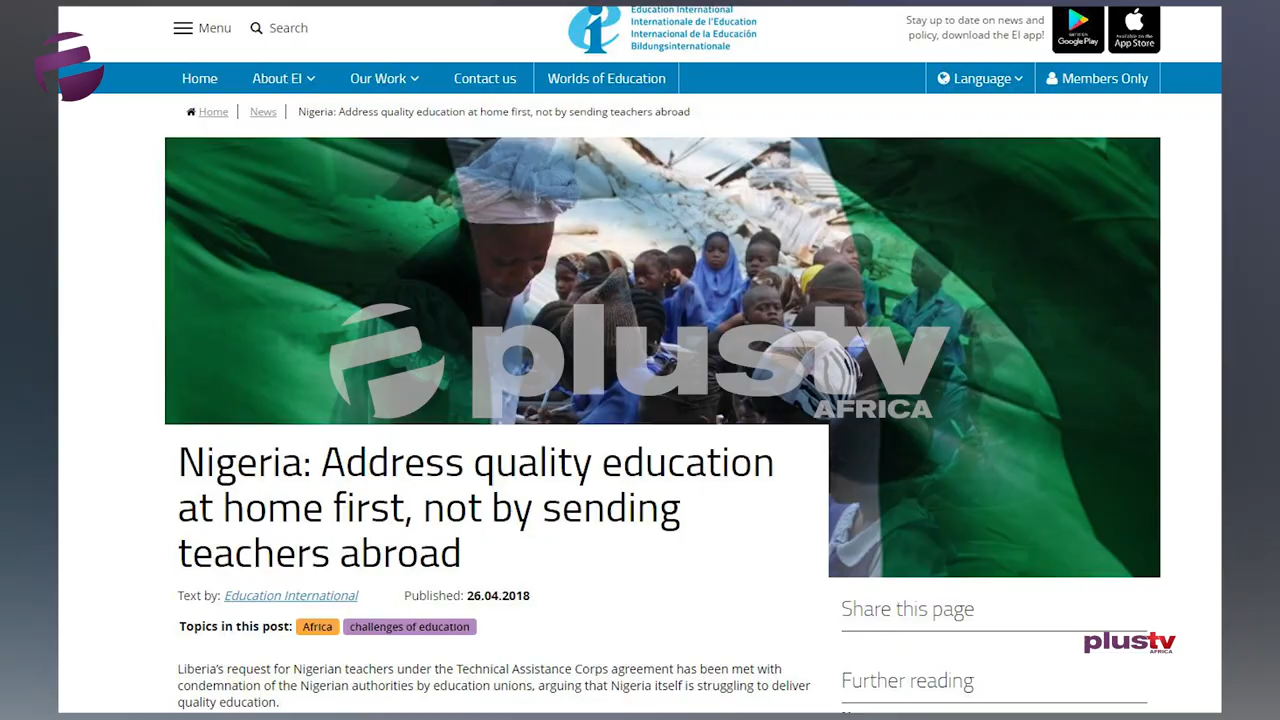 Menu
Search
Education International
Internationale de l'Education
Internacional de la Educación
Bildungsinternationale
Stay up to date on news and
policy, download the EI app!
GET IT ON
Google Play
Available on the
App Store
Home
About EI
Our Work
Contact us
Worlds of Education
Language
Members Only
Home
News
Nigeria: Address quality education at home first, not by sending teachers abroad
plustv
AFRICA
Nigeria: Address quality education
at home first, not by sending
teachers abroad
Text by: Education International
Published: 26.04.2018
Topics in this post: Africa challenges of education
Liberia's request for Nigerian teachers under the Technical Assistance Corps agreement has been met with
condemnation of the Nigerian authorities by education unions, arguing that Nigeria itself is struggling to deliver
quality education.
Share this page
plustv
AFRICA
Further reading